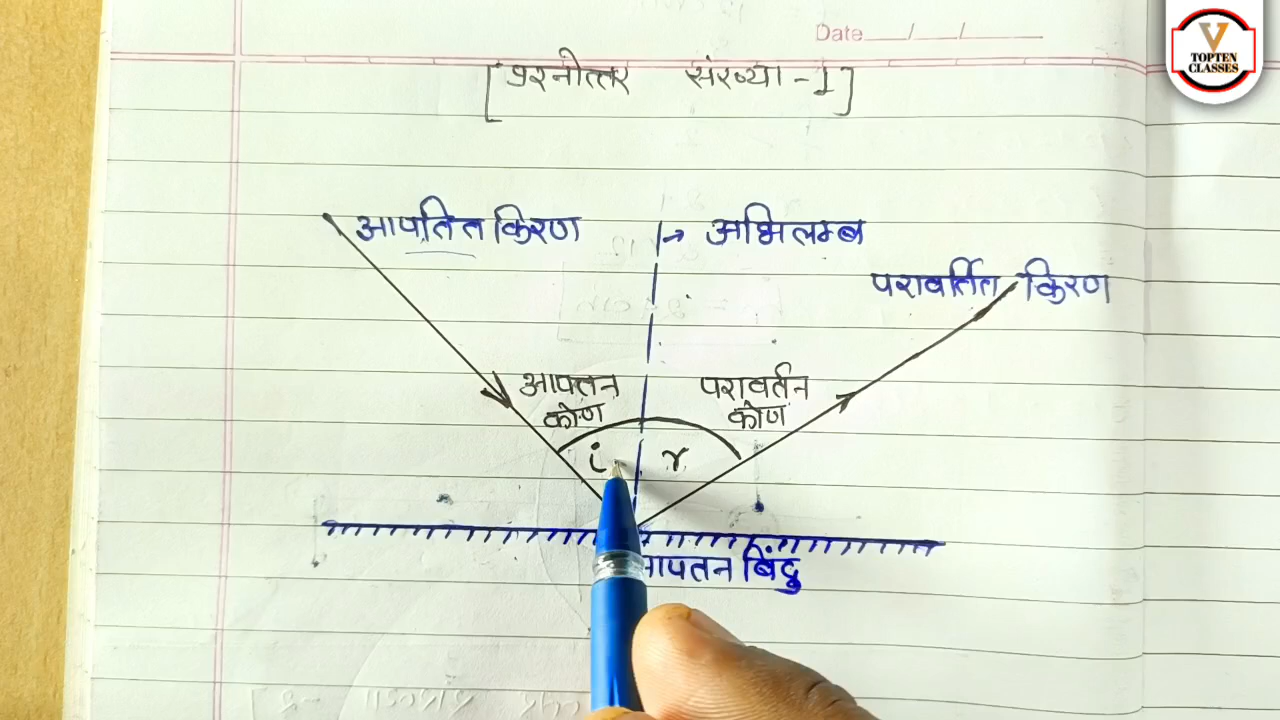 Date
V
TOPTEN
CLASSES
[प्रश्नोत्तर संख्या-1]
आपतित किरण
→ अभिलम्ब
परावर्तित किरण
आपतन
कोण
परावर्तन
कोण
i
r
आपतन बिंदु